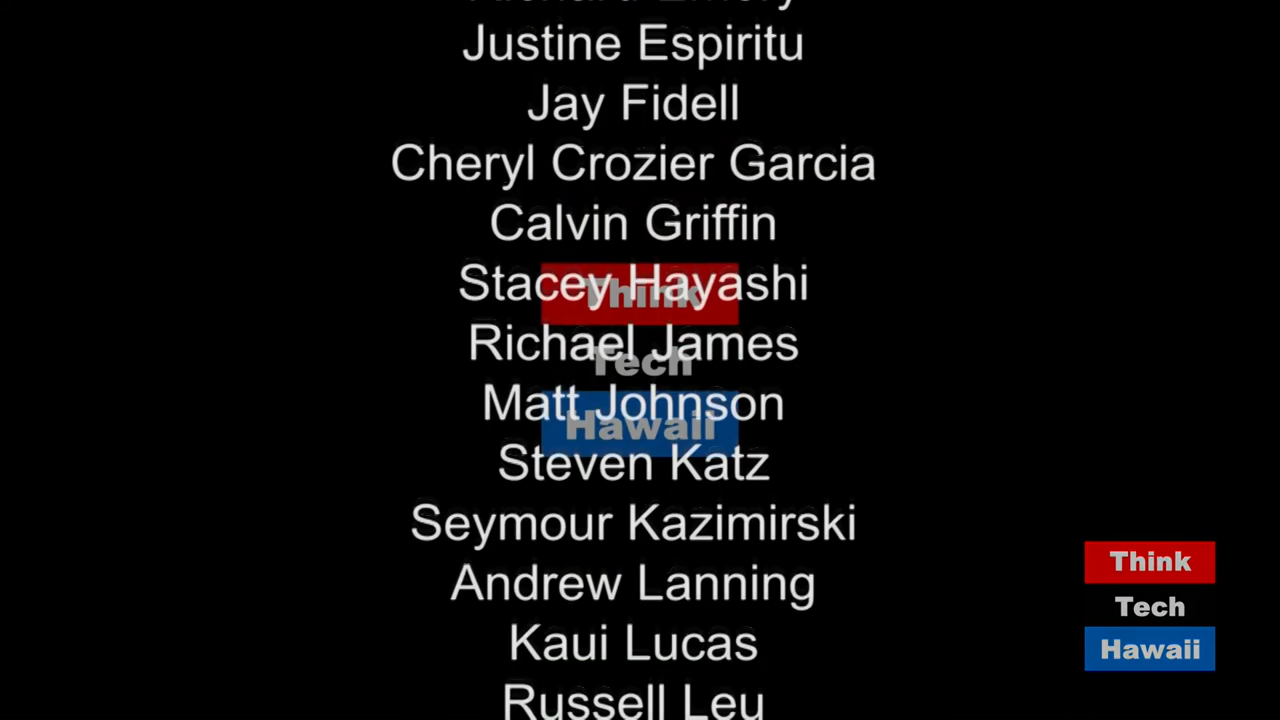 Justine Espiritu
Jay Fidell
Cheryl Crozier Garcia
Calvin Griffin
Stacey Hayashi
Think
Richael James
Tech
Matt Johnson
Hawaii
Steven Katz
Seymour Kazimirski
Andrew Lanning
Kaui Lucas
Russell Leu
Think
Tech
Hawaii